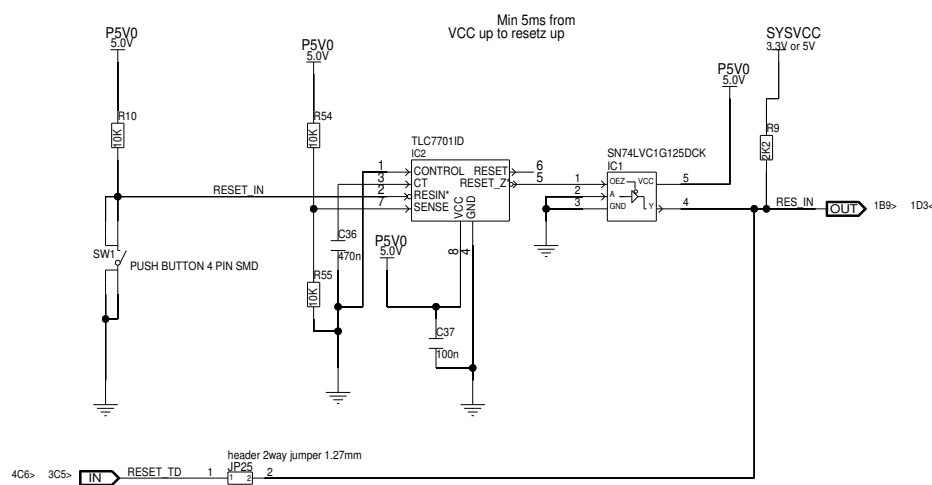 Min 5ms from
VCC up to resetz up
P5V0
5.0V
P5V0
5.0V
SYSVCC
3.3V or 5V
P5V0
5.0V
R10
10K
R54
10K
R9
2K2
TLC7701ID
IC2
SN74LVC1G125DCK
IC1
1 CONTROL RESET 6
3 CT RESET_Z* 5
2 RESIN*
7 SENSE
VCC
GND
8
4
1 OEZ VCC 5
2 A
3 GND Y 4
RESET_IN
RES_IN
OUT
1B9> 1D3<
C36
470n
P5V0
5.0V
SW1
PUSH BUTTON 4 PIN SMD
R55
10K
C37
100n
header 2way jumper 1.27mm
JP25
4C6> 3C5> IN RESET_TD 1 1 2 2